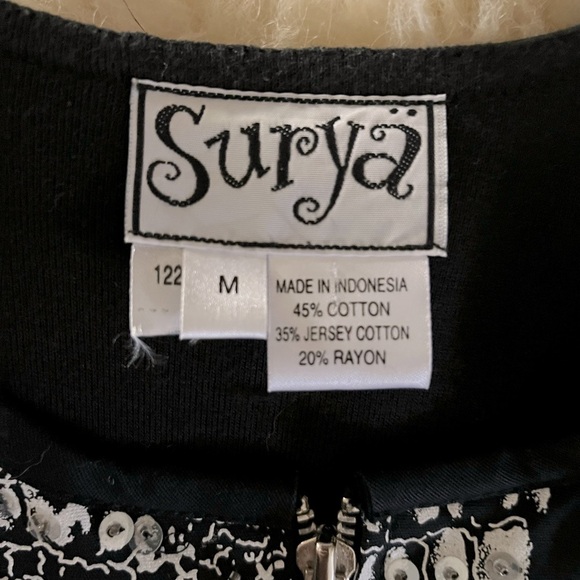 Suryä
122
M
MADE IN INDONESIA
45% COTTON
35% JERSEY COTTON
20% RAYON